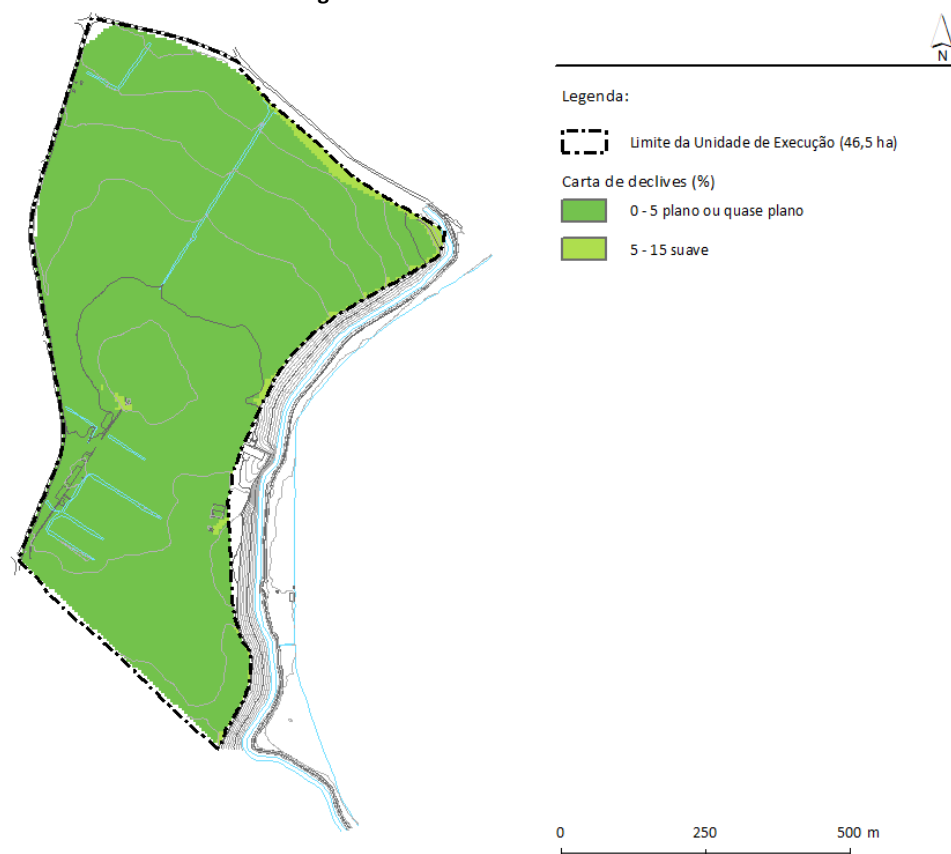 N
Legenda:
Limite da Unidade de Execução (46,5 ha)
Carta de declives (%)
0 - 5 plano ou quase plano
5 - 15 suave
0 250 500 m